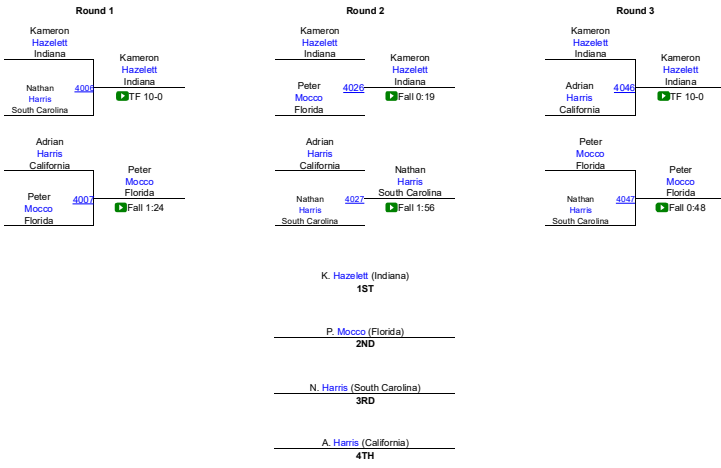 Round 1
Kameron
Hazelett
Indiana
Nathan
Harris
South Carolina
4006
Kameron
Hazelett
Indiana
TF 10-0
Adrian
Harris
California
Peter
Mocco
Florida
4007
Peter
Mocco
Florida
Fall 1:24
Round 2
Kameron
Hazelett
Indiana
Peter
Mocco
Florida
4026
Kameron
Hazelett
Indiana
Fall 0:19
Adrian
Harris
California
Nathan
Harris
South Carolina
4027
Nathan
Harris
South Carolina
Fall 1:56
Round 3
Kameron
Hazelett
Indiana
Adrian
Harris
California
4046
Kameron
Hazelett
Indiana
TF 10-0
Peter
Mocco
Florida
Nathan
Harris
South Carolina
4047
Peter
Mocco
Florida
Fall 0:48
K. Hazelett (Indiana)
1ST
P. Mocco (Florida)
2ND
N. Harris (South Carolina)
3RD
A. Harris (California)
4TH